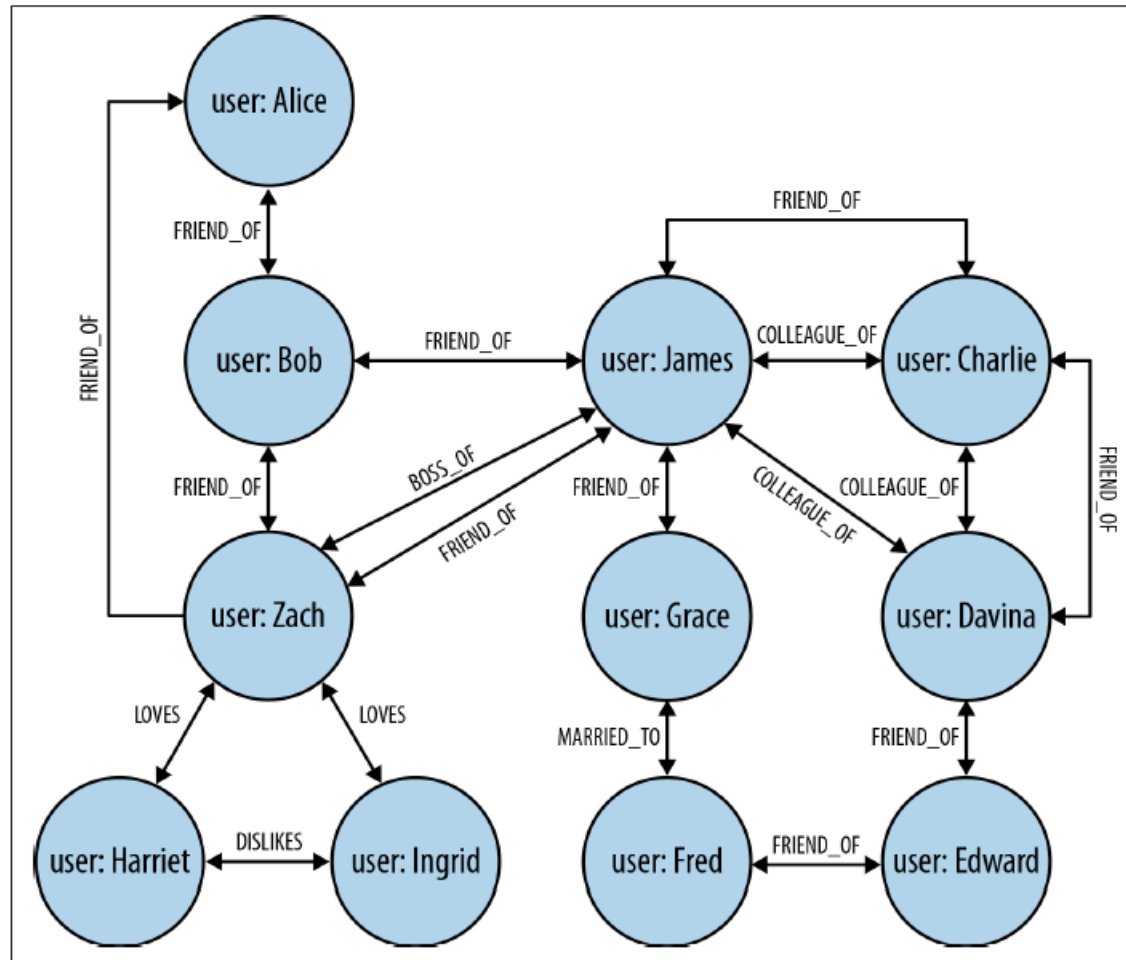 user: Alice
FRIEND_OF
FRIEND_OF
FRIEND_OF
user: Bob
FRIEND_OF
user: James
COLLEAGUE_OF
user: Charlie
FRIEND_OF
BOSS_OF
FRIEND_OF
FRIEND_OF
COLLEAGUE_OF
COLLEAGUE_OF
FRIEND_OF
user: Zach
user: Grace
user: Davina
LOVES
LOVES
MARRIED_TO
FRIEND_OF
user: Harriet
DISLIKES
user: Ingrid
user: Fred
FRIEND_OF
user: Edward